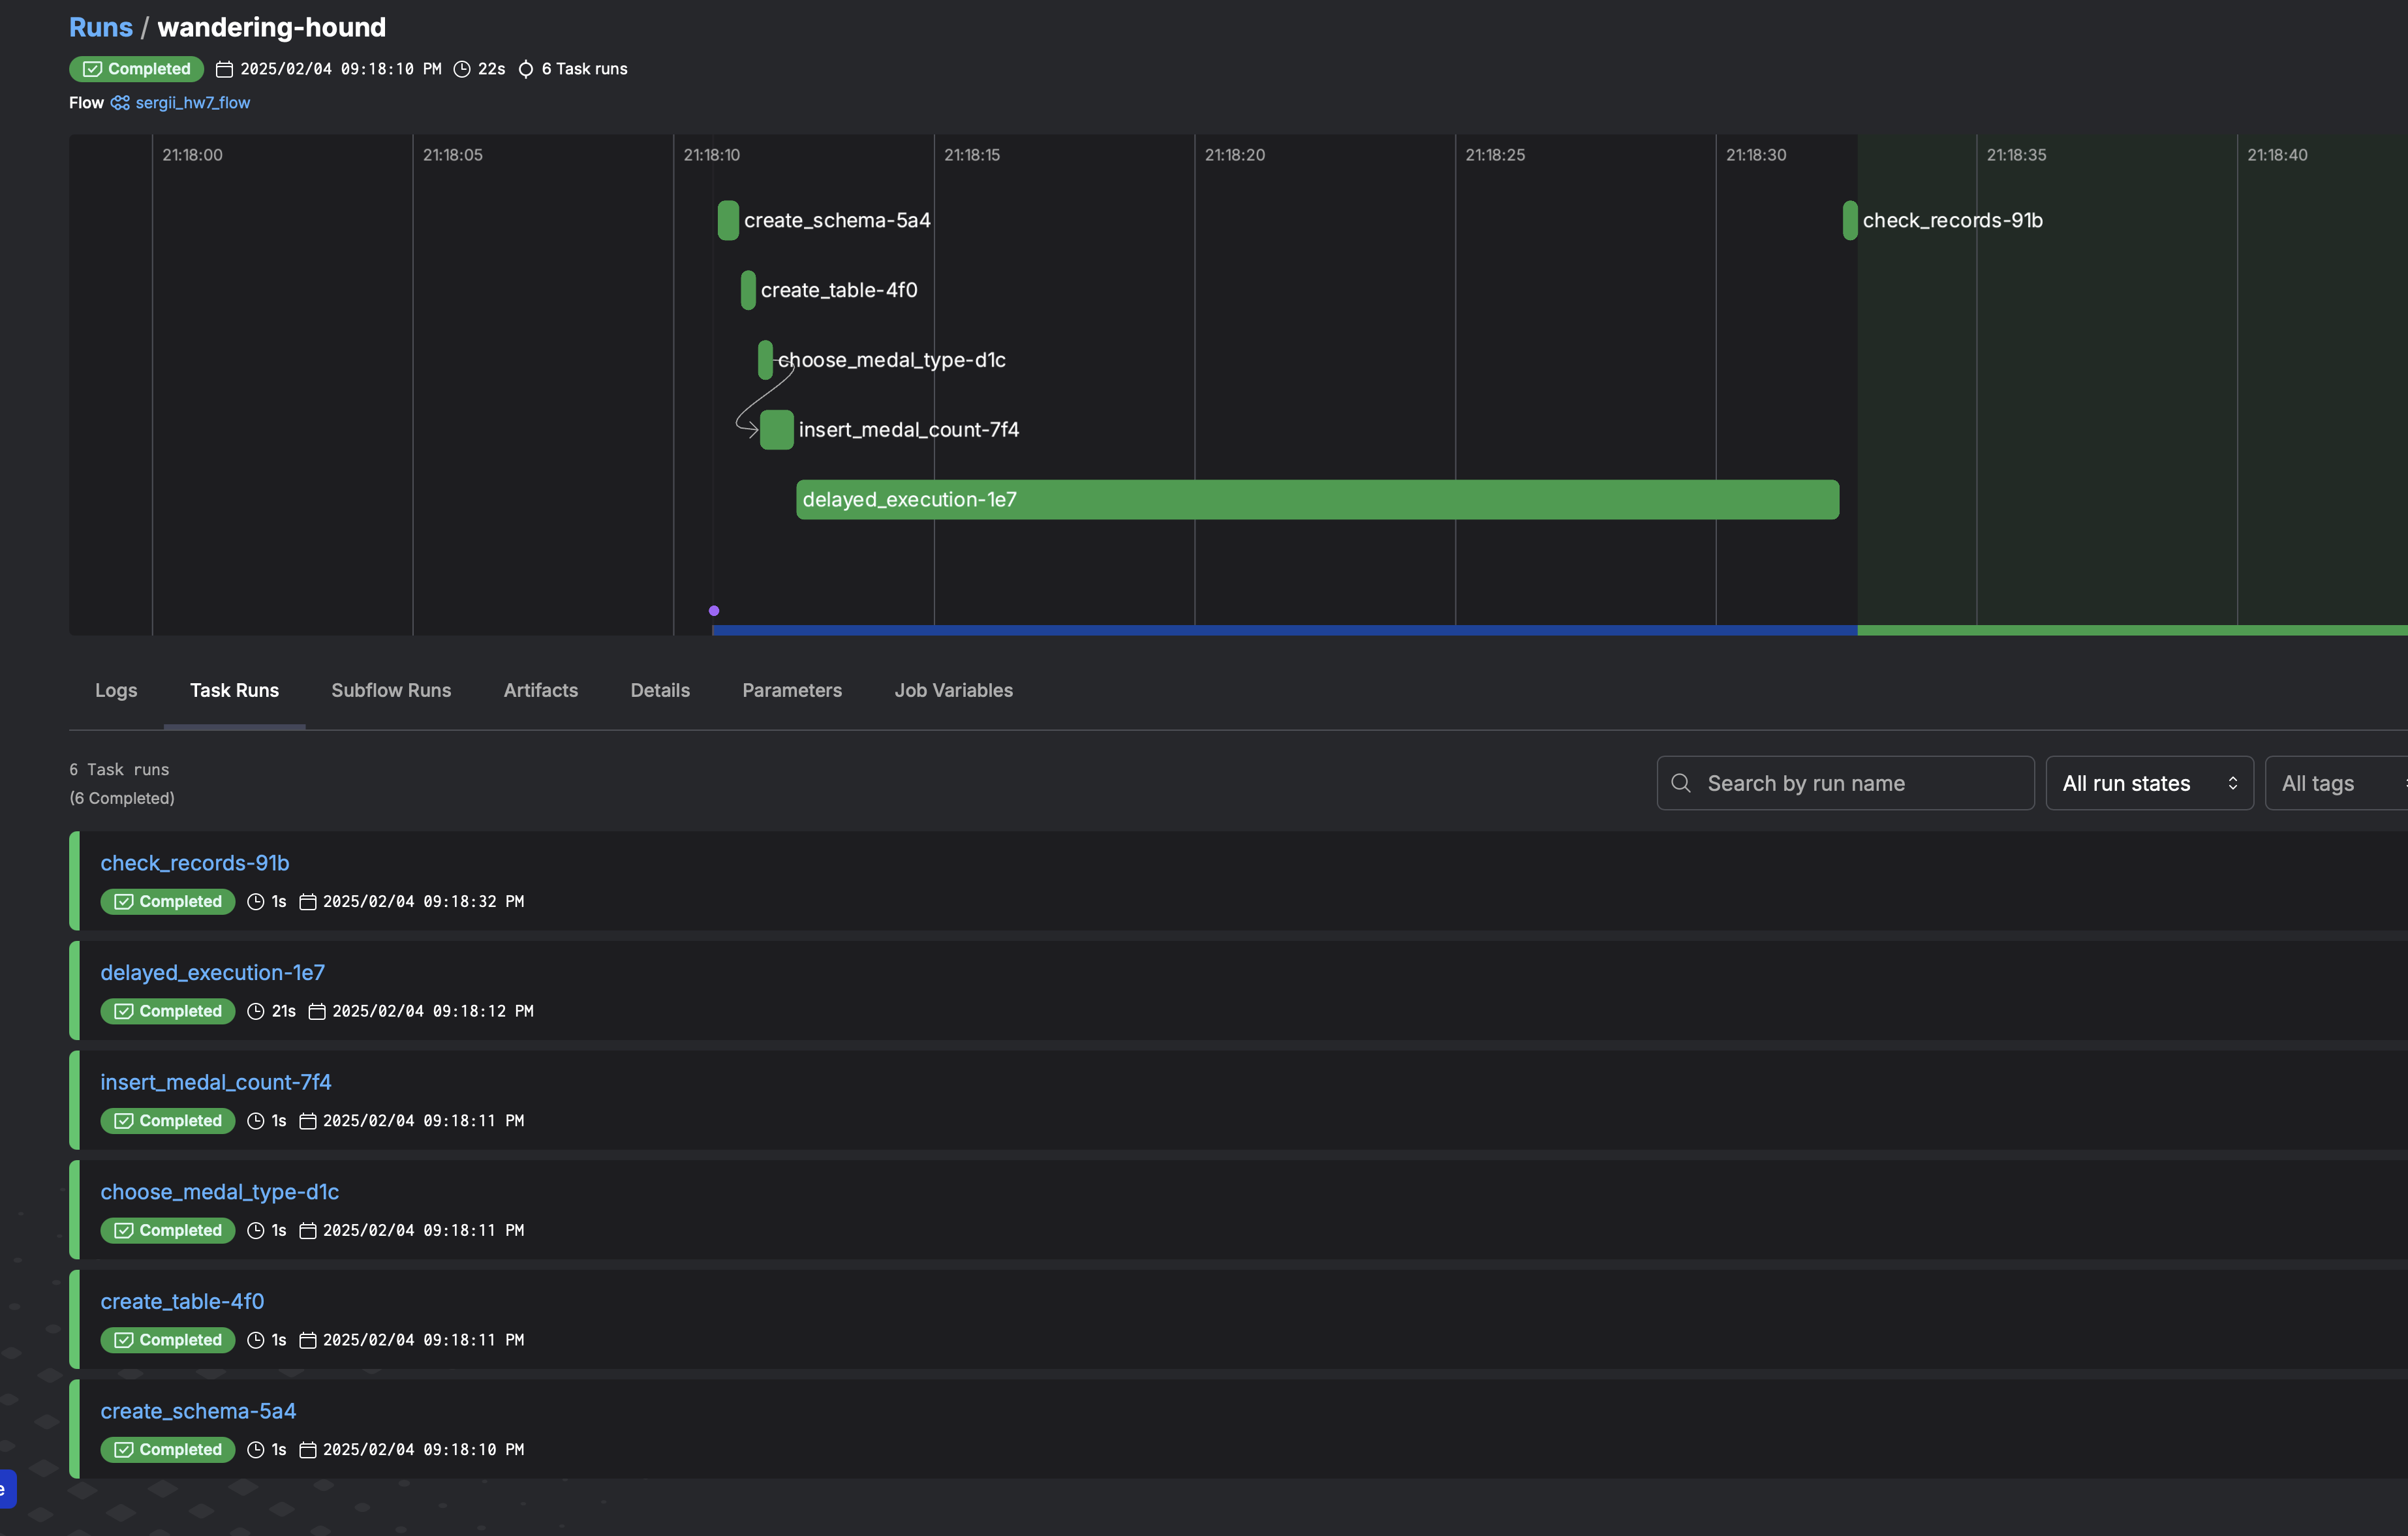 Runs / wandering-hound
Completed 2025/02/04 09:18:10 PM 22s 6 Task runs
Flow sergii_hw7_flow
21:18:00 21:18:05 21:18:10 21:18:15 21:18:20 21:18:25 21:18:30 21:18:35 21:18:40
create_schema-5a4 check_records-91b
create_table-4f0
choose_medal_type-d1c
insert_medal_count-7f4
delayed_execution-1e7
Logs Task Runs Subflow Runs Artifacts Details Parameters Job Variables
6 Task runs
(6 Completed)
Search by run name All run states All tags
check_records-91b
Completed 1s 2025/02/04 09:18:32 PM
delayed_execution-1e7
Completed 21s 2025/02/04 09:18:12 PM
insert_medal_count-7f4
Completed 1s 2025/02/04 09:18:11 PM
choose_medal_type-d1c
Completed 1s 2025/02/04 09:18:11 PM
create_table-4f0
Completed 1s 2025/02/04 09:18:11 PM
create_schema-5a4
Completed 1s 2025/02/04 09:18:10 PM